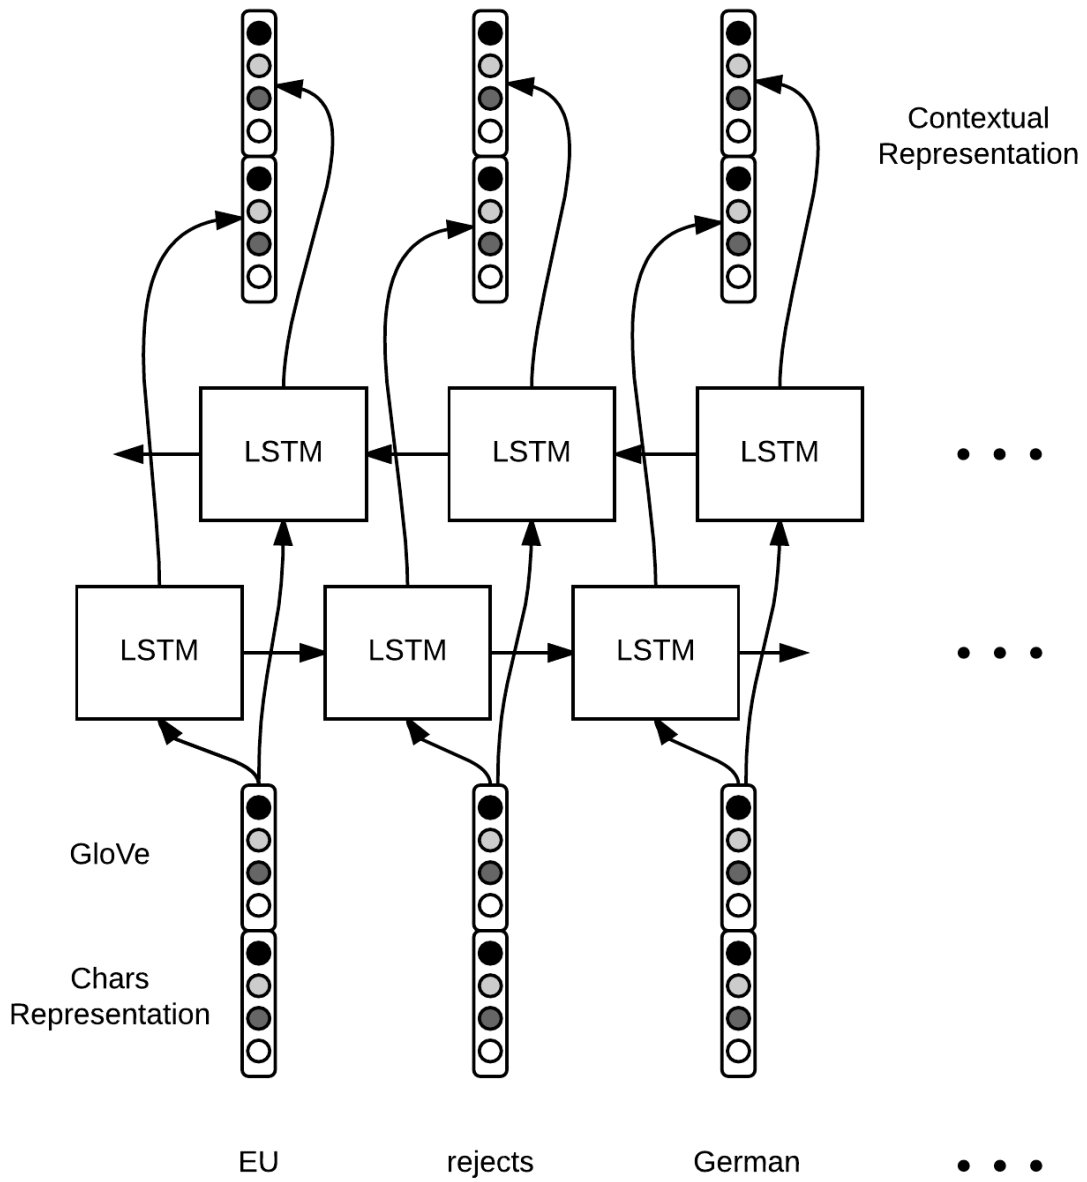 Contextual
Representation
LSTM LSTM LSTM • • •
LSTM LSTM LSTM • • •
GloVe
Chars
Representation
EU rejects German • • •